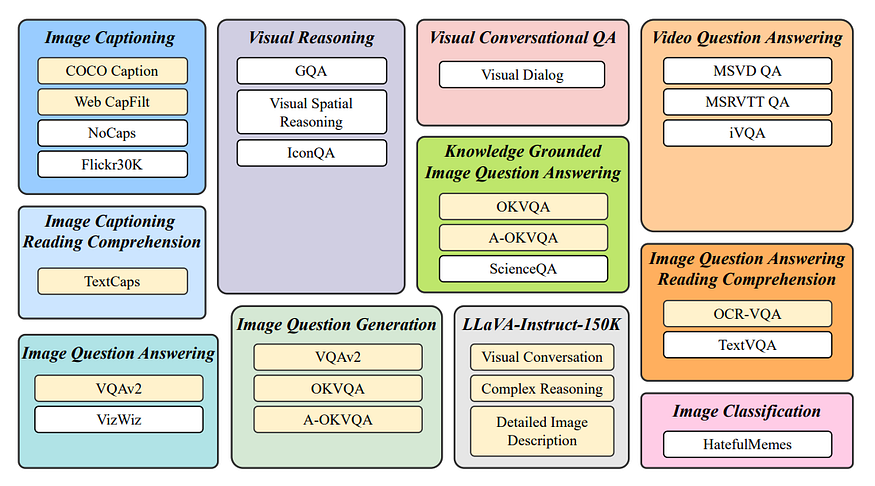 Image Captioning
COCO Caption
Web CapFilt
NoCaps
Flickr30K
Image Captioning
Reading Comprehension
TextCaps
Image Question Answering
VQAv2
VizWiz
Visual Reasoning
GQA
Visual Spatial
Reasoning
IconQA
Image Question Generation
VQAv2
OKVQA
A-OKVQA
Visual Conversational QA
Visual Dialog
Knowledge Grounded
Image Question Answering
OKVQA
A-OKVQA
ScienceQA
LLaVA-Instruct-150K
Visual Conversation
Complex Reasoning
Detailed Image
Description
Video Question Answering
MSVD QA
MSRVTT QA
iVQA
Image Question Answering
Reading Comprehension
OCR-VQA
TextVQA
Image Classification
HatefulMemes